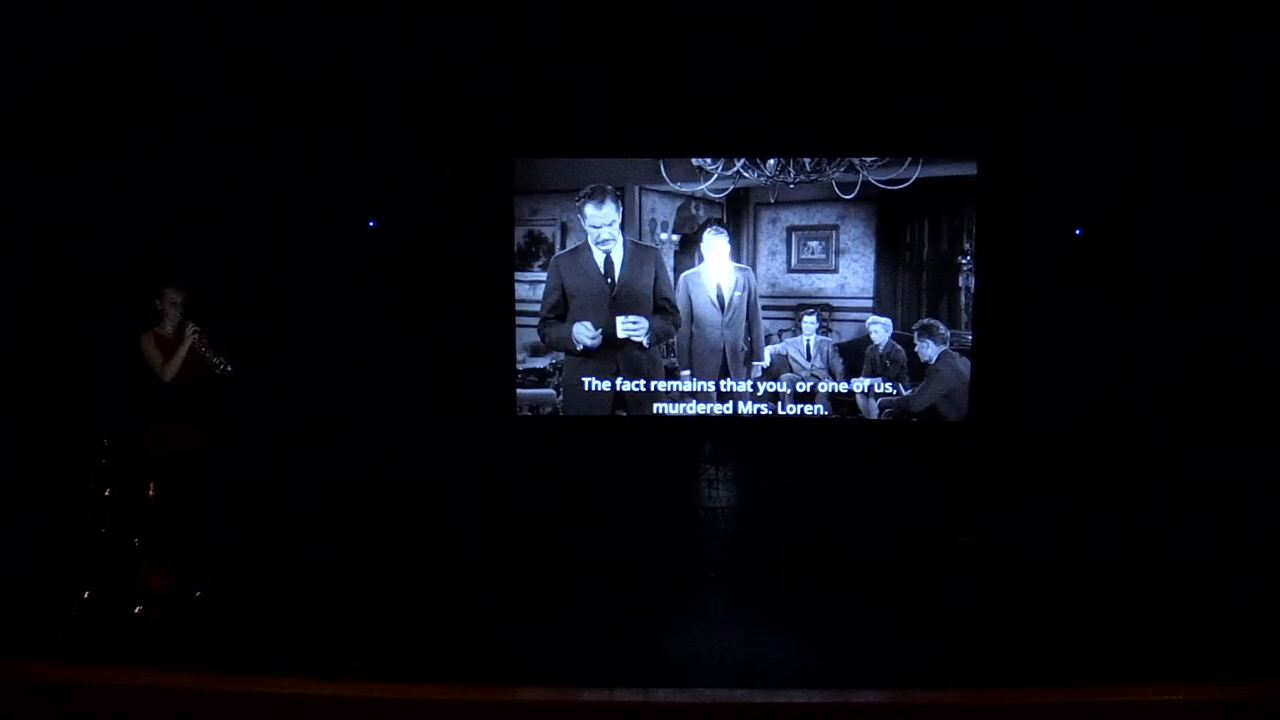 The fact remains that you, or one of us,
murdered Mrs. Loren.